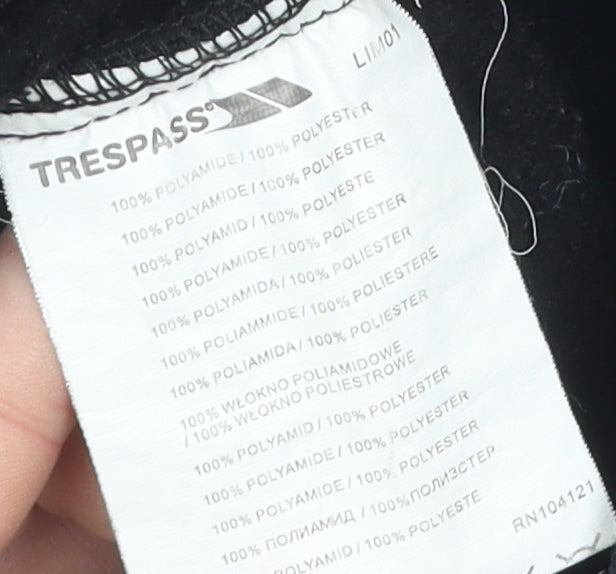 LIM01
TRESPASS
100% POLYAMIDE / 100% POLYESTER
100% POLYAMIDE / 100% POLYESTER
100% POLYAMID / 100% POLYESTE
100% POLYAMIDE / 100% POLYESTER
100% POLYAMIDA / 100% POLIESTER
100% POLIAMMIDE / 100% POLIESTERE
100% POLIAMIDA / 100% POLIESTER
100% WŁOKNO POLIAMIDOWE
/ 100% WŁOKNO POLIESTROWE
100% POLYAMID / 100% POLYESTER
100% POLYAMIDE / 100% POLYESTER
100% POLYAMIDE / 100% POLYESTER
100% ПОЛИАМИД / 100% ПОЛИЭСТЕР
POLYAMID / 100% POLYESTE
RN104121